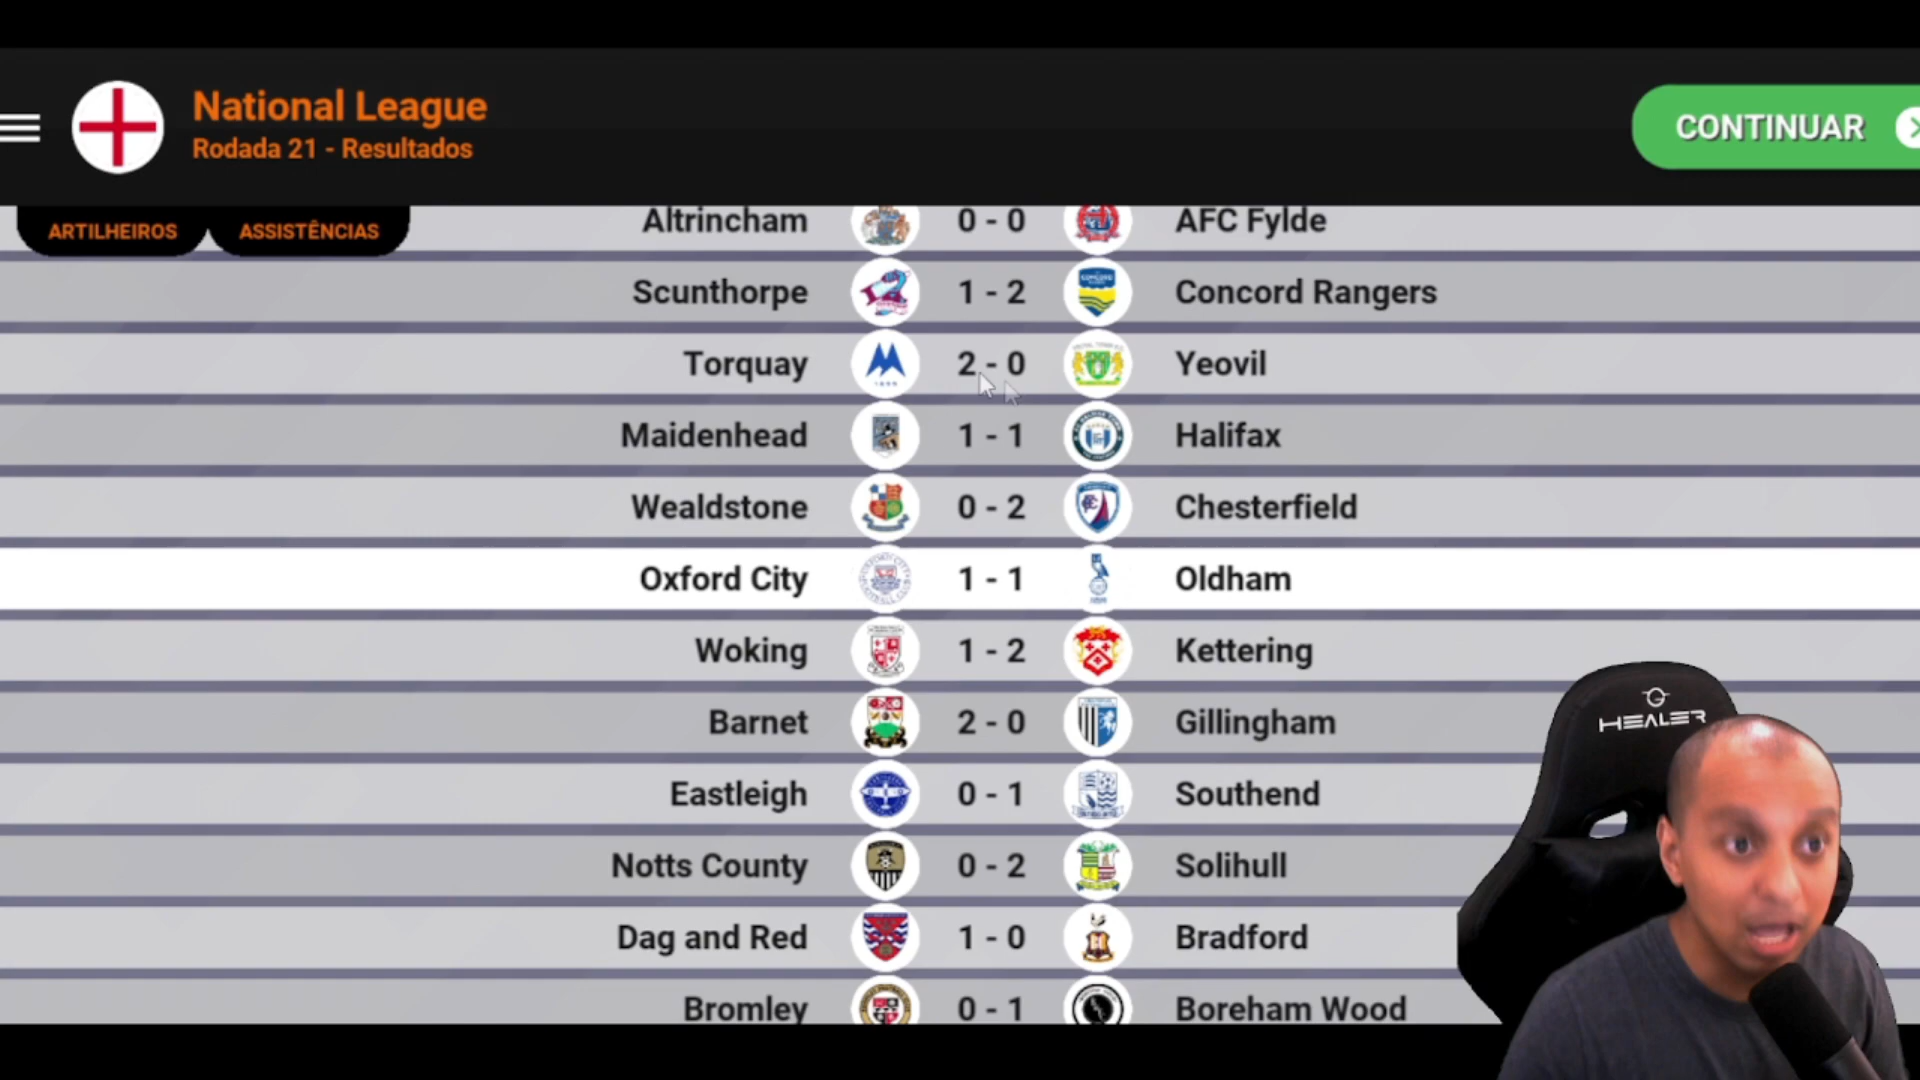 National League
Rodada 21 - Resultados
CONTINUAR
ARTILHEIROS
ASSISTÊNCIAS
Altrincham 0 - 0 AFC Fylde
Scunthorpe 1 - 2 Concord Rangers
Torquay 2 - 0 Yeovil
Maidenhead 1 - 1 Halifax
Wealdstone 0 - 2 Chesterfield
Oxford City 1 - 1 Oldham
Woking 1 - 2 Kettering
Barnet 2 - 0 Gillingham
Eastleigh 0 - 1 Southend
Notts County 0 - 2 Solihull
Dag and Red 1 - 0 Bradford
Bromley 0 - 1 Boreham Wood
HEALER